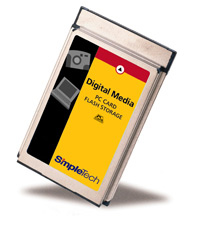 Digital Media
PC CARD
FLASH STORAGE
SimpleTech